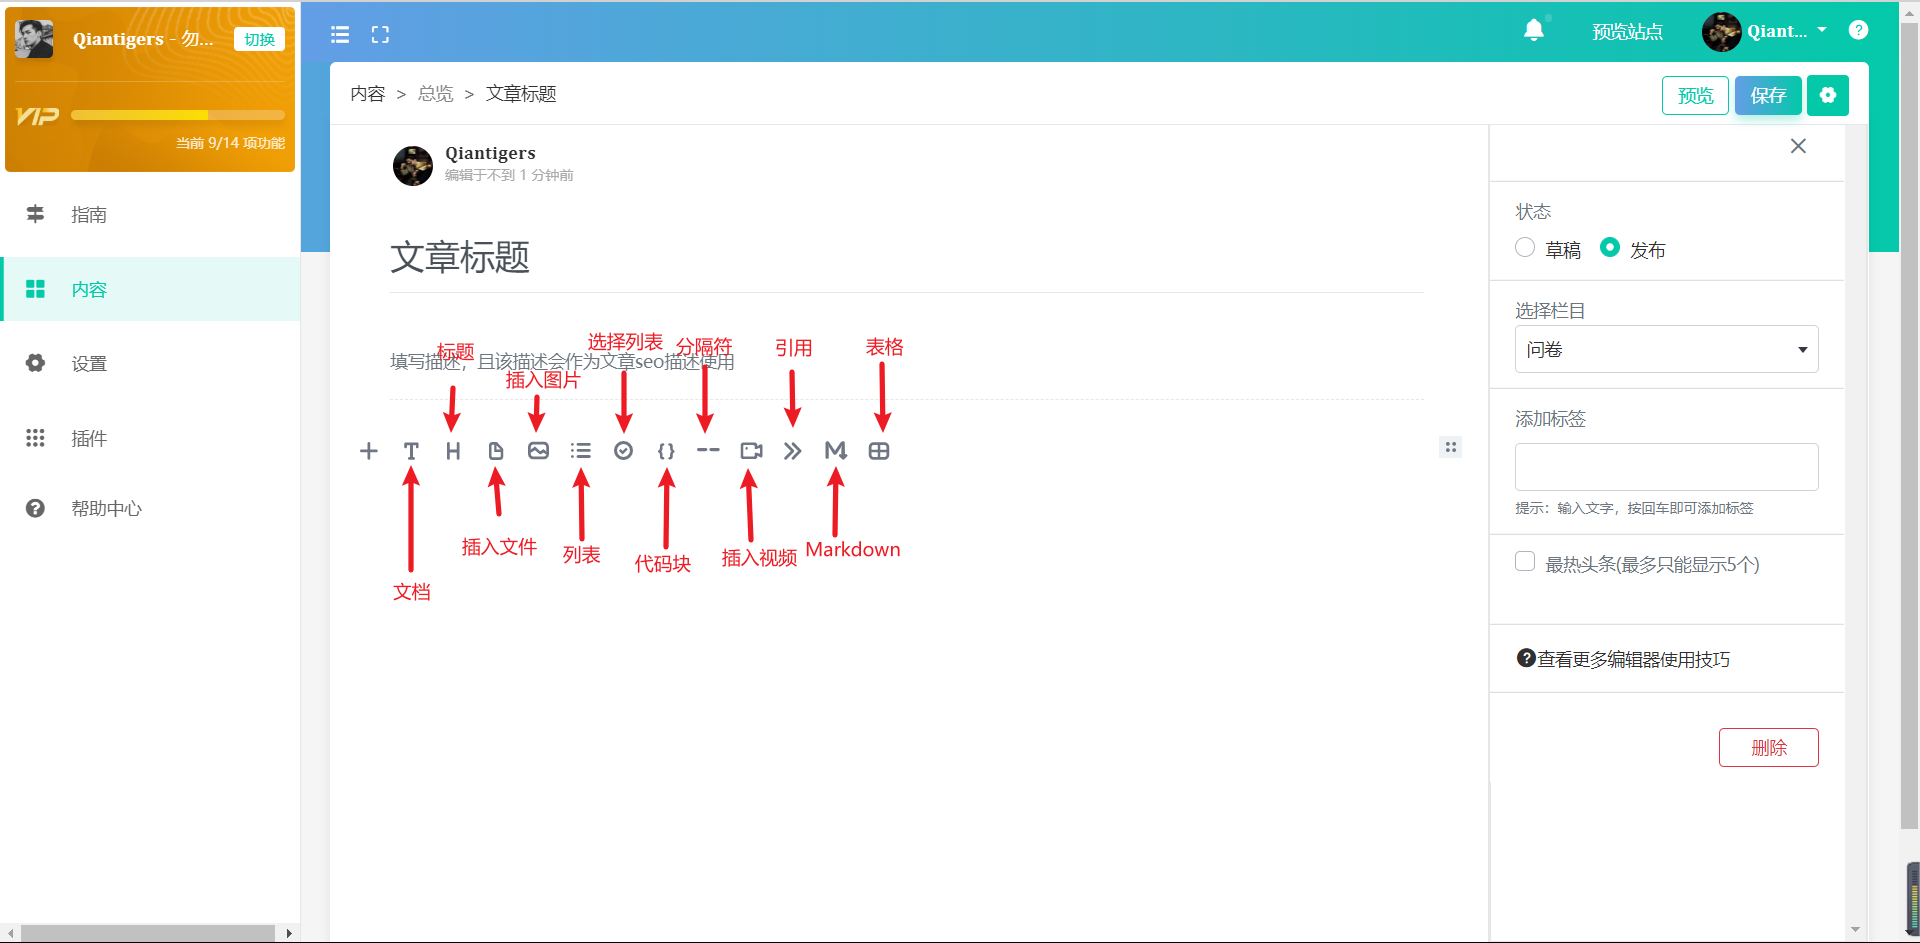 Qiantigers - 勿... 切换
VIP
当前 9/14 项功能
指南
内容
设置
插件
帮助中心
预览站点 Qiant...
内容 > 总览 > 文章标题
预览 保存
Qiantigers
编辑于不到 1 分钟前
文章标题
填写描述，且该描述会作为文章seo描述使用
标题
插入图片
选择列表
分隔符
引用
表格
T H
文档
插入文件
列表
代码块
插入视频
Markdown
状态
草稿 发布
选择栏目
问卷
添加标签
提示：输入文字，按回车即可添加标签
最热头条(最多只能显示5个)
查看更多编辑器使用技巧
删除